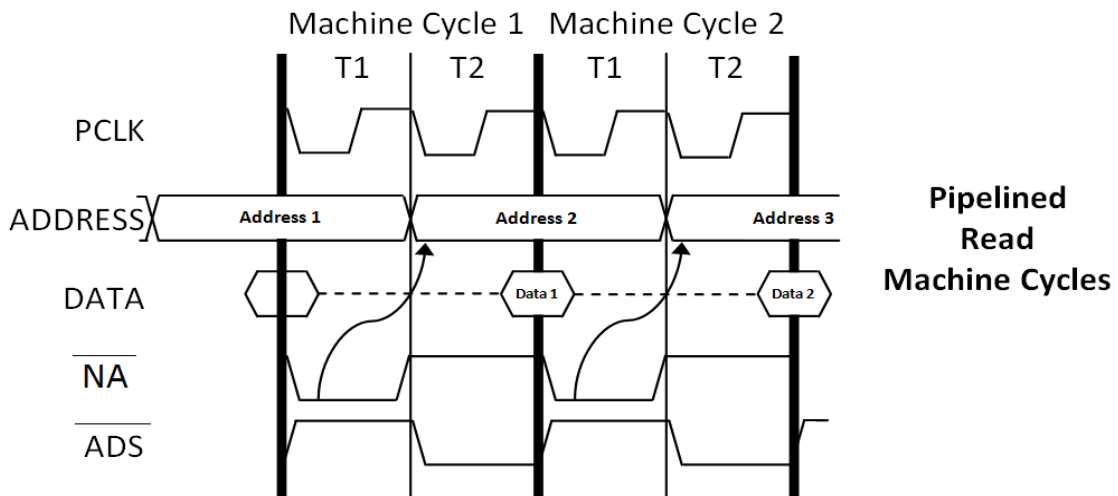 Machine Cycle 1 Machine Cycle 2
T1 T2 T1 T2
PCLK
ADDRESS Address 1 Address 2 Address 3
DATA Data 1 Data 2
NA
ADS
Pipelined
Read
Machine Cycles